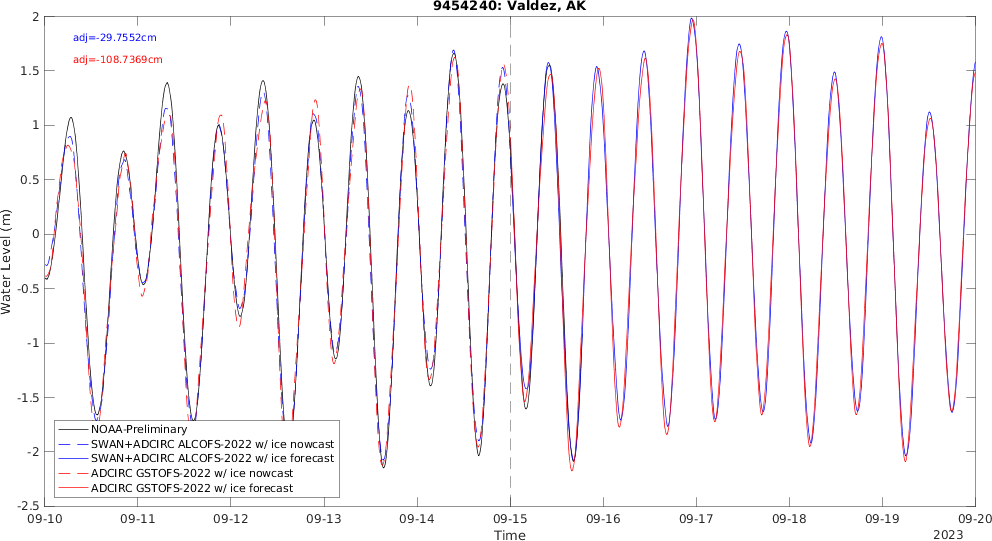 9454240: Valdez, AK
adj=-29.7552cm
adj=-108.7369cm
Water Level (m)
2
1.5
1
0.5
0
-0.5
-1
-1.5
-2
-2.5
NOAA-Preliminary
SWAN+ADCIRC ALCOFS-2022 w/ ice nowcast
SWAN+ADCIRC ALCOFS-2022 w/ ice forecast
ADCIRC GSTOFS-2022 w/ ice nowcast
ADCIRC GSTOFS-2022 w/ ice forecast
09-10 09-11 09-12 09-13 09-14 09-15 09-16 09-17 09-18 09-19 09-20
Time
2023